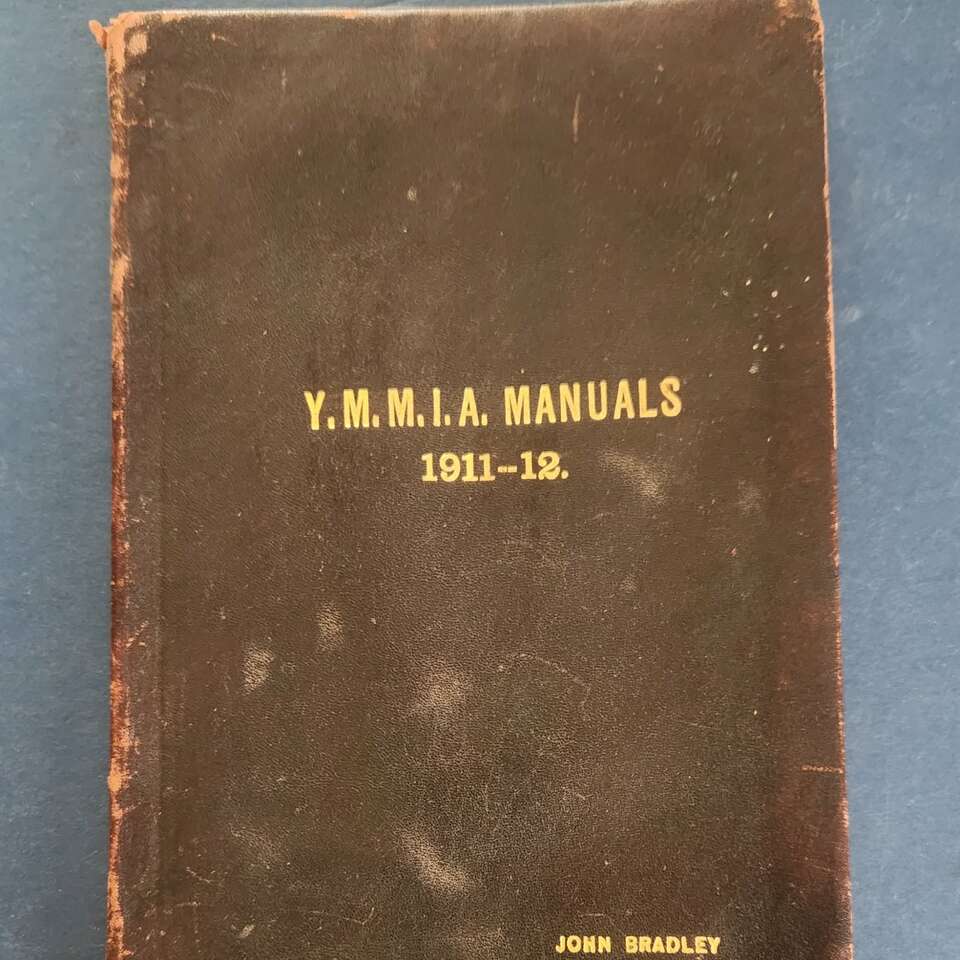 Y.M.M.I.A. MANUALS
1911--12.
JOHN BRADLEY